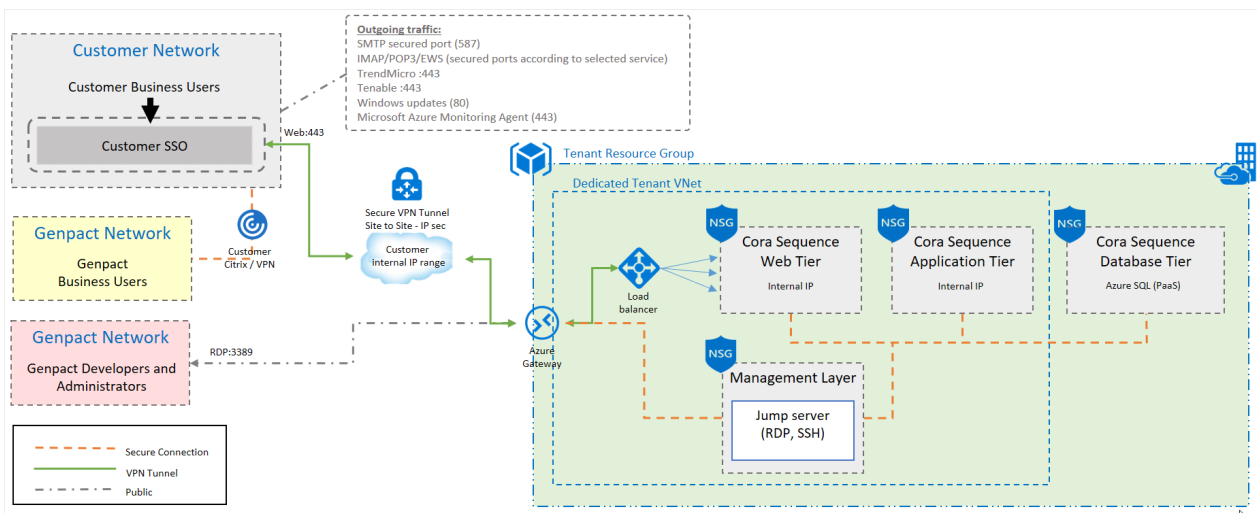 Customer Network
Customer Business Users
Customer SSO
Outgoing traffic:
SMTP secured port (587)
IMAP/POP3/EWS (secured ports according to selected service)
TrendMicro :443
Tenable :443
Windows updates (80)
Microsoft Azure Monitoring Agent (443)
Web:443
Genpact Network
Genpact
Business Users
Customer
Citrix / VPN
Secure VPN Tunnel
Site to Site - IP sec
Customer
internal IP range
Genpact Network
Genpact Developers and
Administrators
RDP:3389
Azure
Gateway
Tenant Resource Group
Dedicated Tenant VNet
Load
balancer
NSG
Cora Sequence
Web Tier
Internal IP
NSG
Cora Sequence
Application Tier
Internal IP
NSG
Cora Sequence
Database Tier
Azure SQL (PaaS)
NSG
Management Layer
Jump server
(RDP, SSH)
Secure Connection
VPN Tunnel
Public